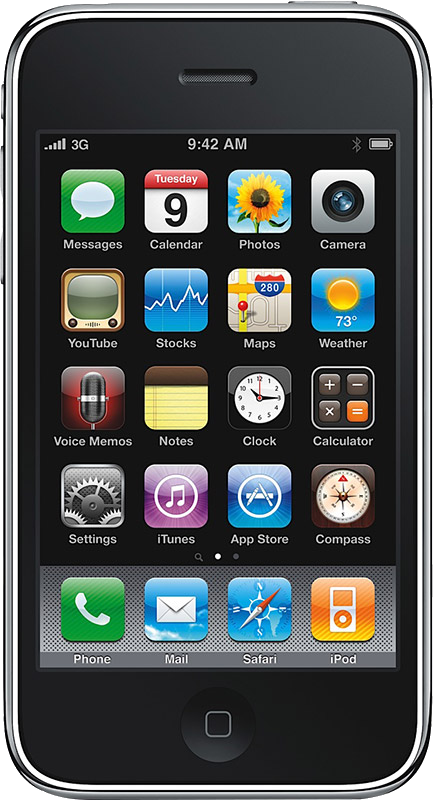 3G 9:42 AM
Tuesday
9
280
Messages Calendar Photos Camera
73°
YouTube Stocks Maps Weather
Voice Memos Notes Clock Calculator
Settings iTunes App Store Compass
Phone Mail Safari iPod